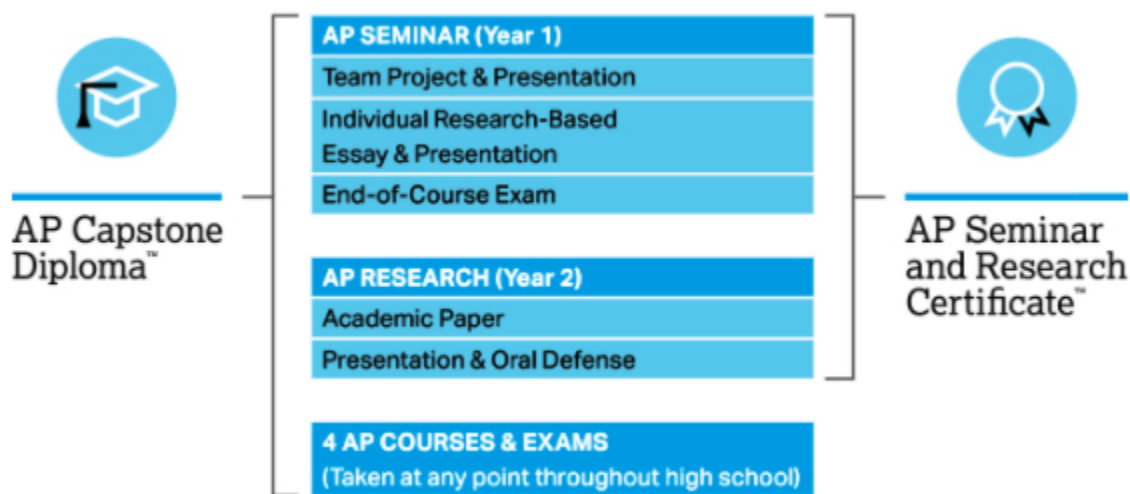 AP SEMINAR (Year 1)
Team Project & Presentation
Individual Research-Based
Essay & Presentation
End-of-Course Exam
AP Capstone
Diploma™
AP Seminar
and Research
Certificate™
AP RESEARCH (Year 2)
Academic Paper
Presentation & Oral Defense
4 AP COURSES & EXAMS
(Taken at any point throughout high school)